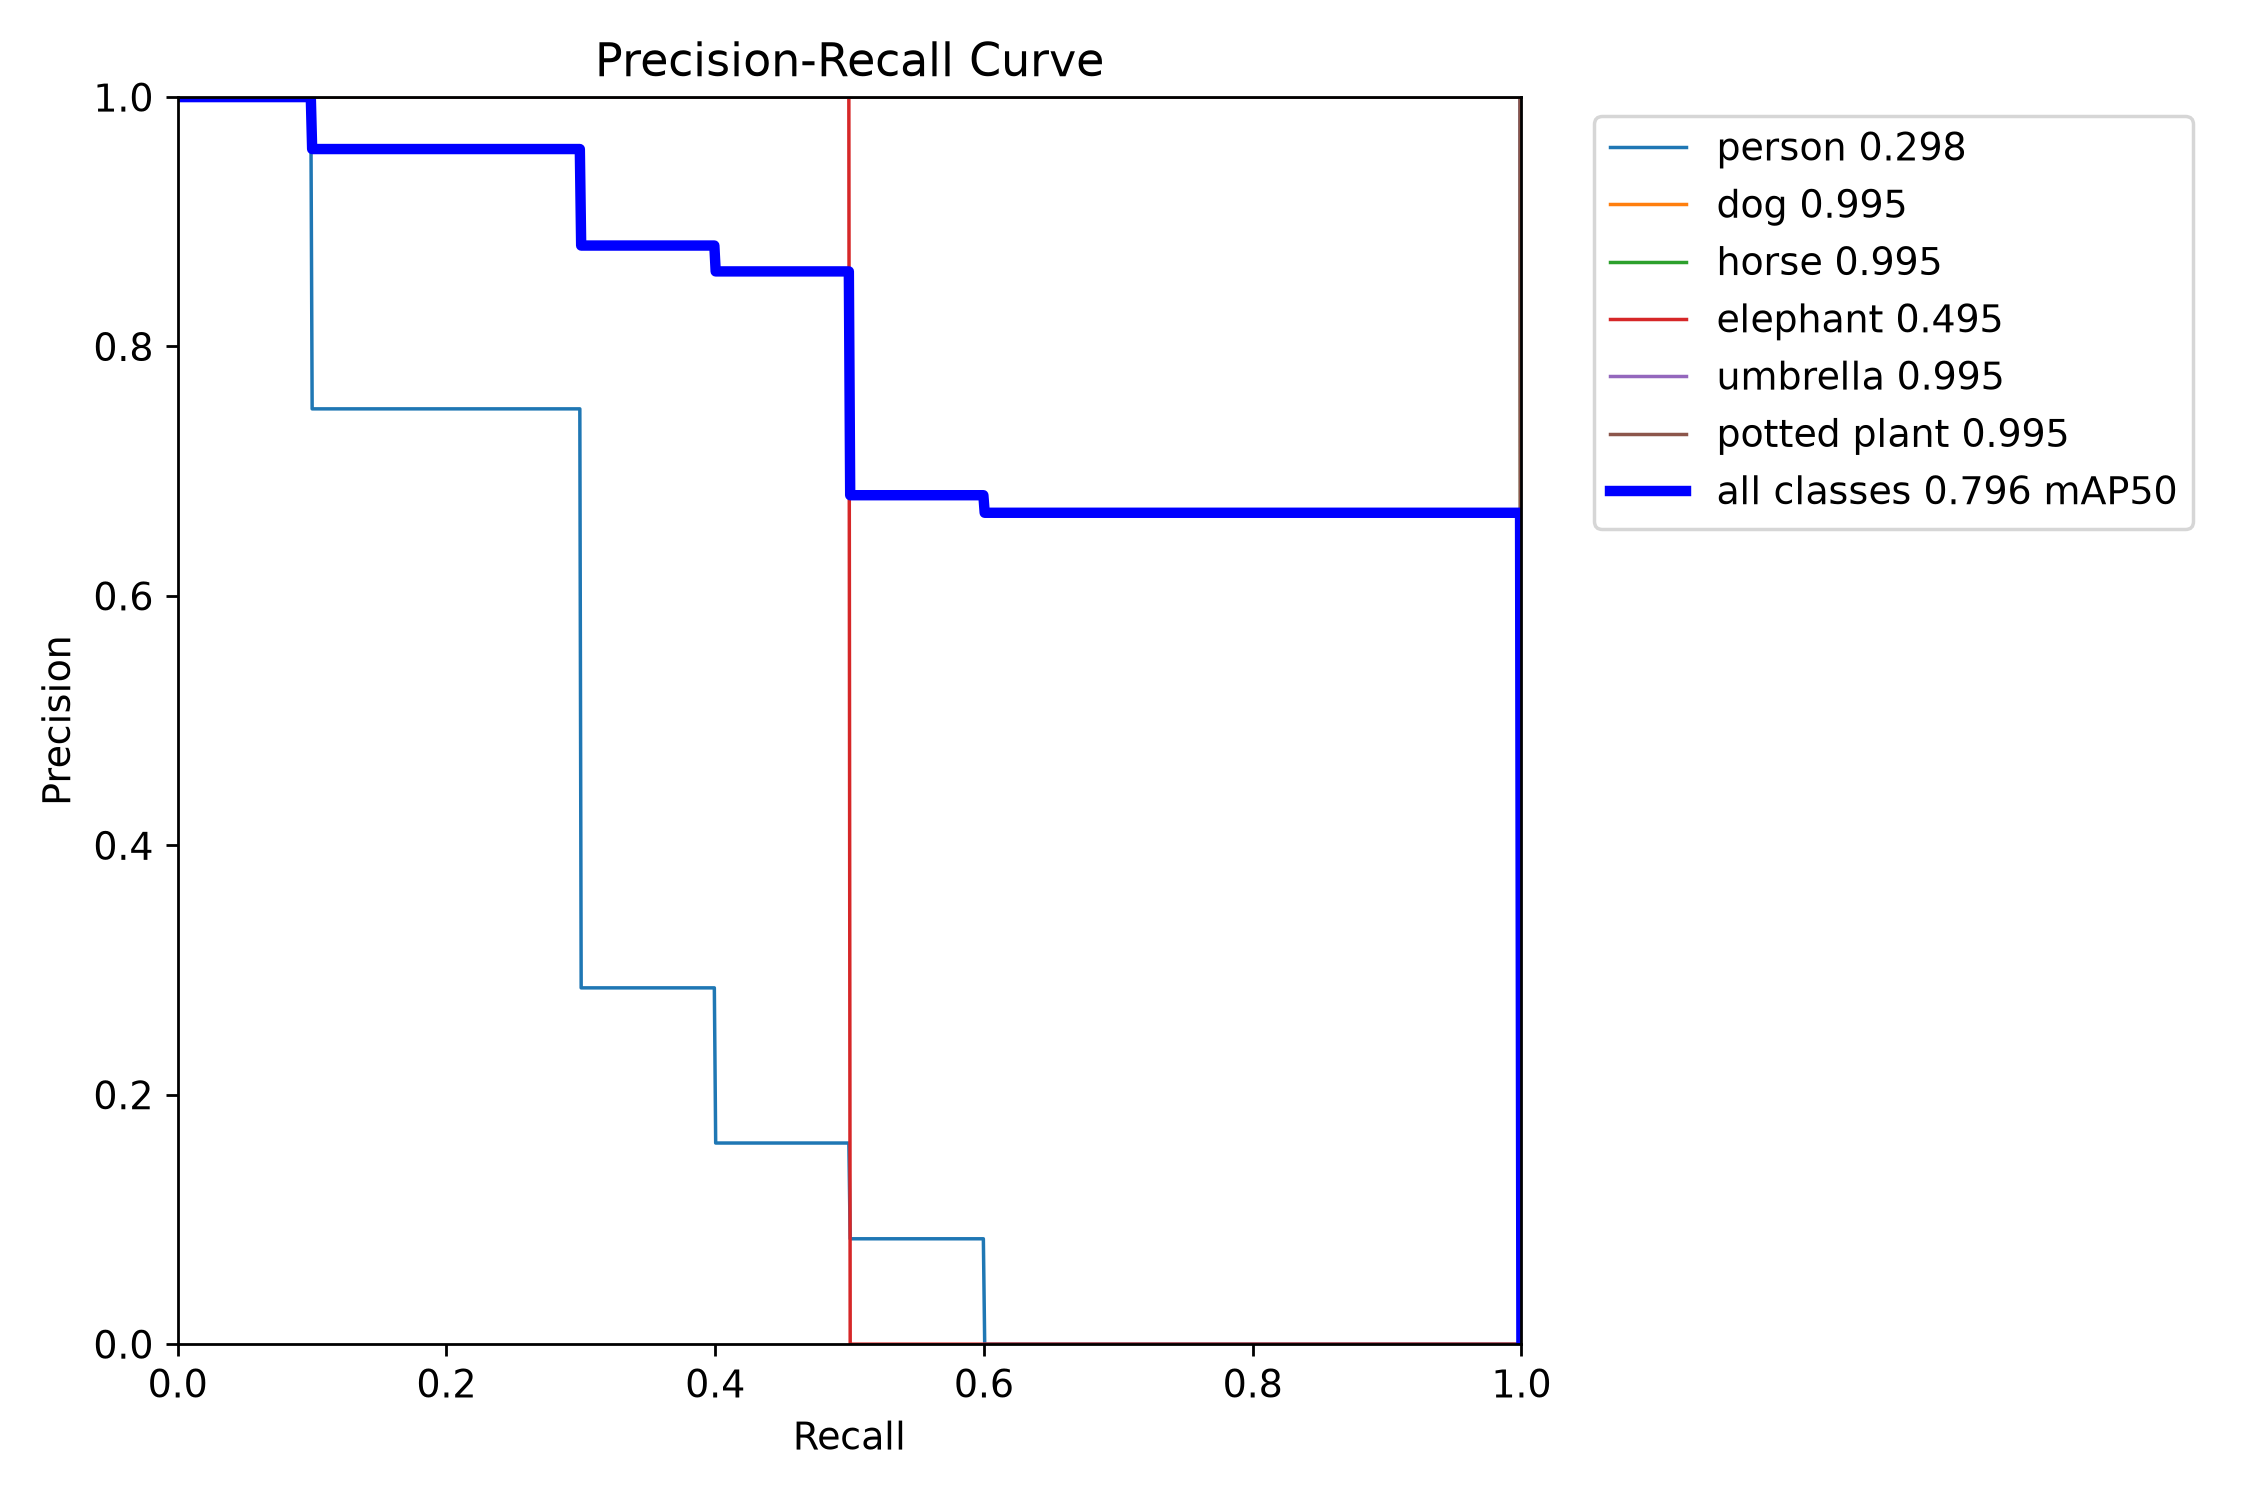 Precision-Recall Curve
1.0
0.8
0.6
0.4
0.2
0.0
Precision
0.0 0.2 0.4 0.6 0.8 1.0
Recall
person 0.298
dog 0.995
horse 0.995
elephant 0.495
umbrella 0.995
potted plant 0.995
all classes 0.796 mAP50